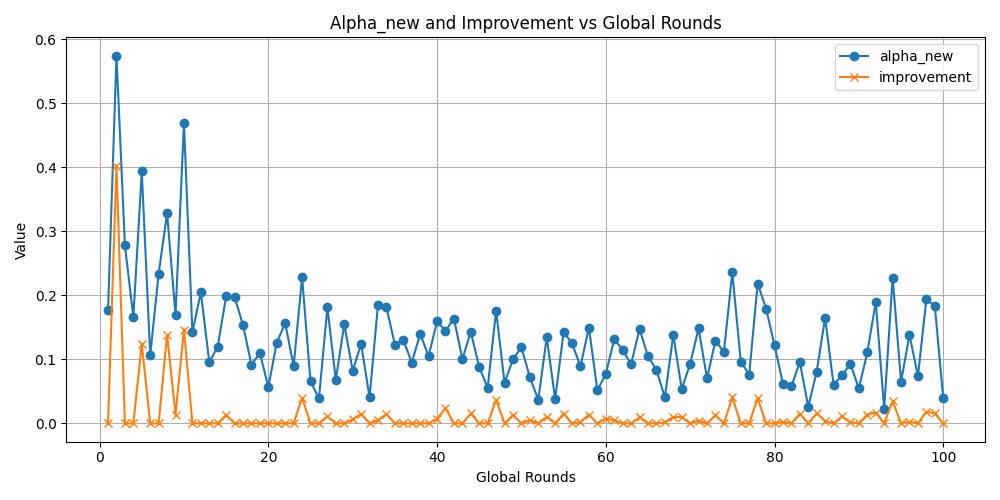 Alpha_new and Improvement vs Global Rounds
alpha_new
improvement
0.6
0.5
0.4
0.3
0.2
0.1
0.0
Value
0
20
40
60
80
100
Global Rounds